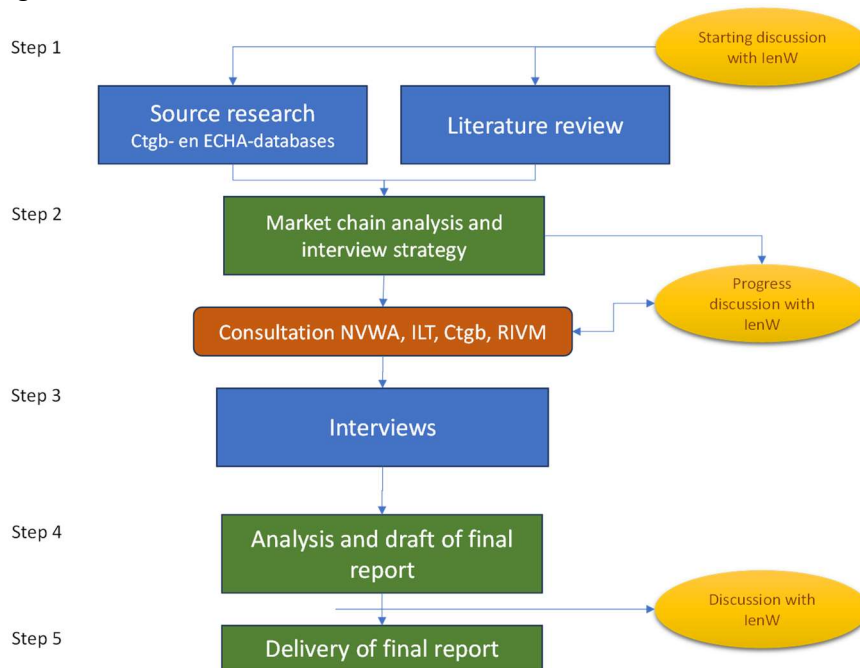 Step 1
Starting discussion
with IenW
Source research
Ctgb- en ECHA-databases
Literature review
Step 2
Market chain analysis and
interview strategy
Progress
discussion with
IenW
Consultation NVWA, ILT, Ctgb, RIVM
Step 3
Interviews
Step 4
Analysis and draft of final
report
Discussion with
IenW
Step 5
Delivery of final report